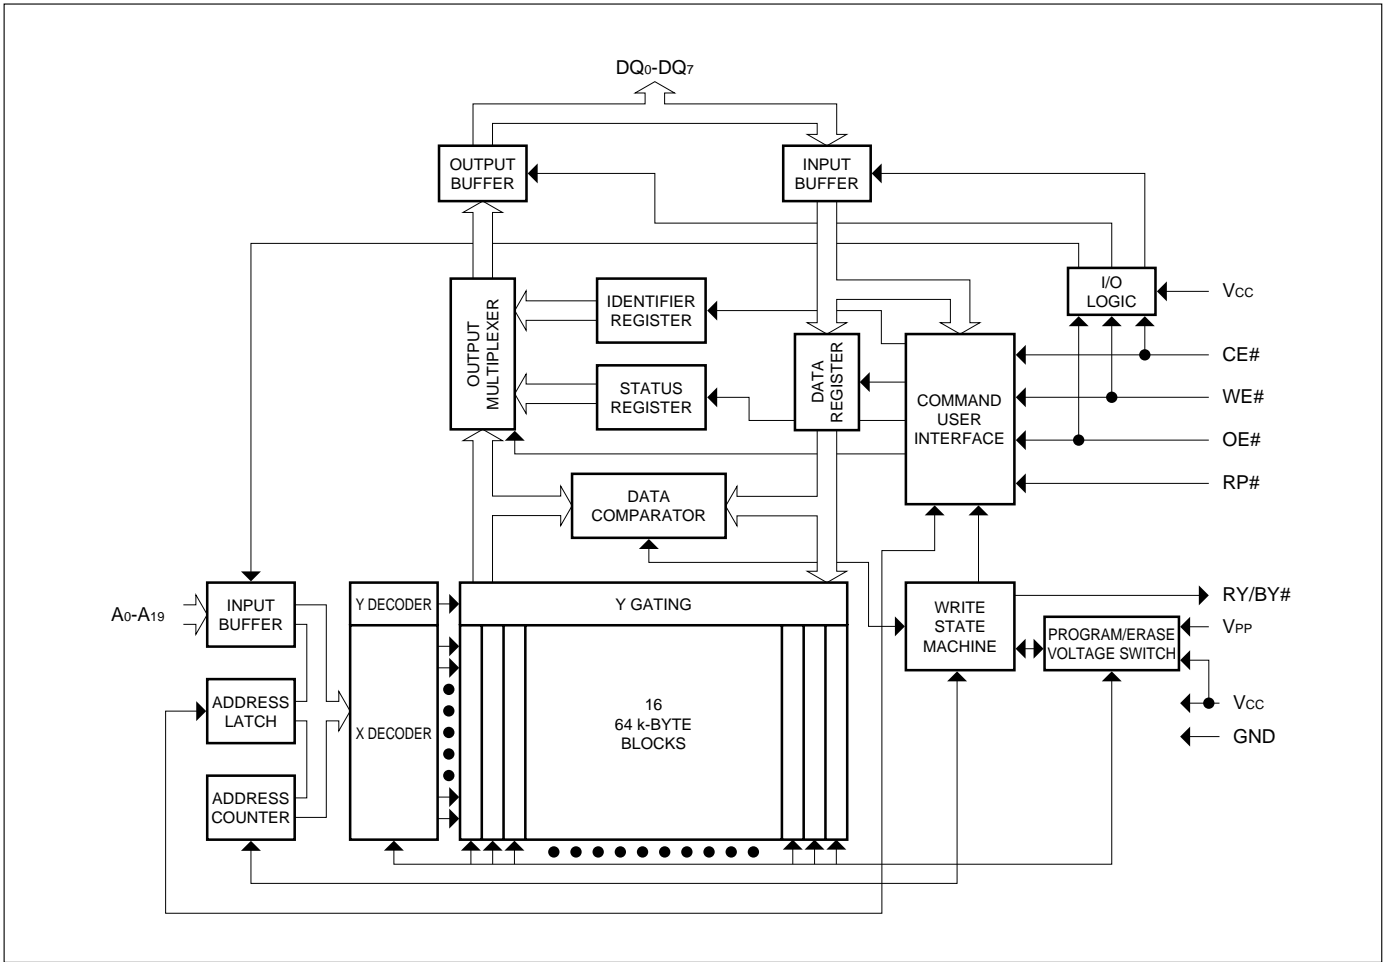 DQ0-DQ7
OUTPUT
BUFFER
INPUT
BUFFER
I/O
LOGIC
VCC
OUTPUT
MULTIPLEXER
IDENTIFIER
REGISTER
STATUS
REGISTER
DATA
REGISTER
COMMAND
USER
INTERFACE
CE#
WE#
OE#
RP#
DATA
COMPARATOR
A0-A19
INPUT
BUFFER
Y DECODER
Y GATING
WRITE
STATE
MACHINE
RY/BY#
PROGRAM/ERASE
VOLTAGE SWITCH
VPP
VCC
GND
ADDRESS
LATCH
X DECODER
16
64 k-BYTE
BLOCKS
ADDRESS
COUNTER